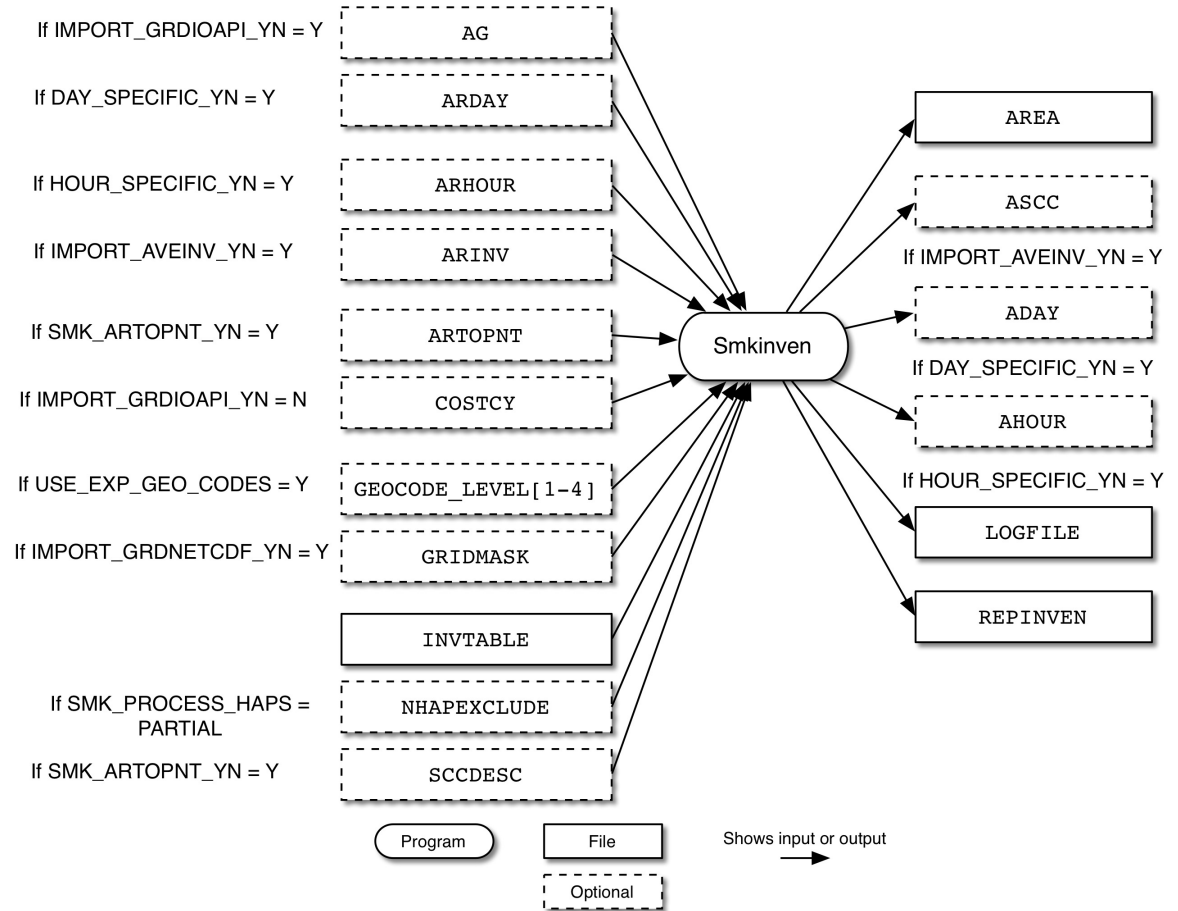 If IMPORT_GRDIOAPI_YN = Y
AG
If DAY_SPECIFIC_YN = Y
ARDAY
If HOUR_SPECIFIC_YN = Y
ARHOUR
If IMPORT_AVEINV_YN = Y
ARINV
If SMK_ARTOPNT_YN = Y
ARTOPNT
If IMPORT_GRDIOAPI_YN = N
COSTCY
If USE_EXP_GEO_CODES = Y
GEOCODE_LEVEL[1-4]
If IMPORT_GRDNETCDF_YN = Y
GRIDMASK
INVTABLE
If SMK_PROCESS_HAPS =
PARTIAL
NHAPEXCLUDE
If SMK_ARTOPNT_YN = Y
SCCDESC
Smkinven
AREA
ASCC
If IMPORT_AVEINV_YN = Y
ADAY
If DAY_SPECIFIC_YN = Y
AHOUR
If HOUR_SPECIFIC_YN = Y
LOGFILE
REPINVEN
Program
File
Shows input or output
Optional